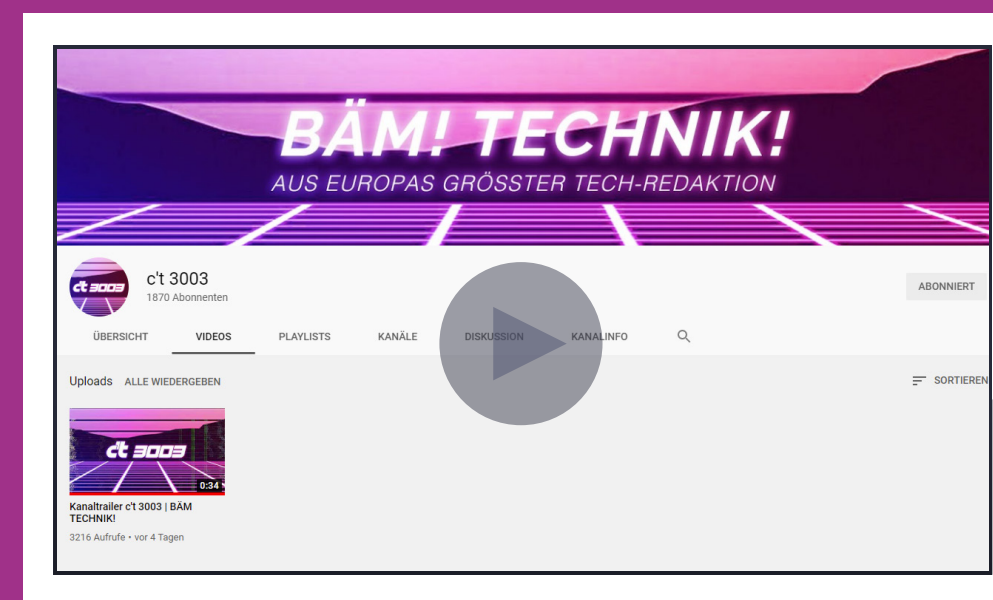 BÄM! TECHNIK!
AUS EUROPAS GRÖSSTER TECH-REDAKTION
c't 3003
c't 3003
1870 Abonnenten
ABONNIERT
ÜBERSICHT VIDEOS PLAYLISTS KANÄLE DISKUSSION KANALINFO
Uploads ALLE WIEDERGEBEN
SORTIEREN
c't 3003
0:34
Kanaltrailer c't 3003 | BÄM
TECHNIK!
3216 Aufrufe • vor 4 Tagen